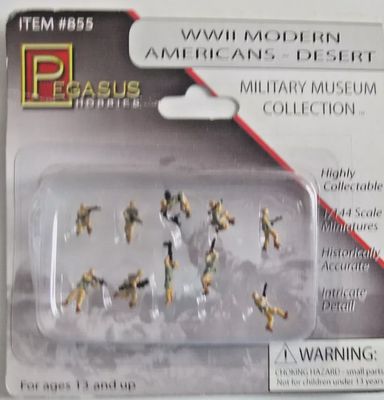 ITEM #855
WWII MODERN
AMERICANS - DESERT
PEGASUS
HOBBIES
MILITARY MUSEUM
COLLECTION™
Highly
Collectable
1/144 Scale
Miniatures
Historically
Accurate
Intricate
Detail
For ages 13 and up
WARNING:
CHOKING HAZARD - small parts
Not for children under 13 years